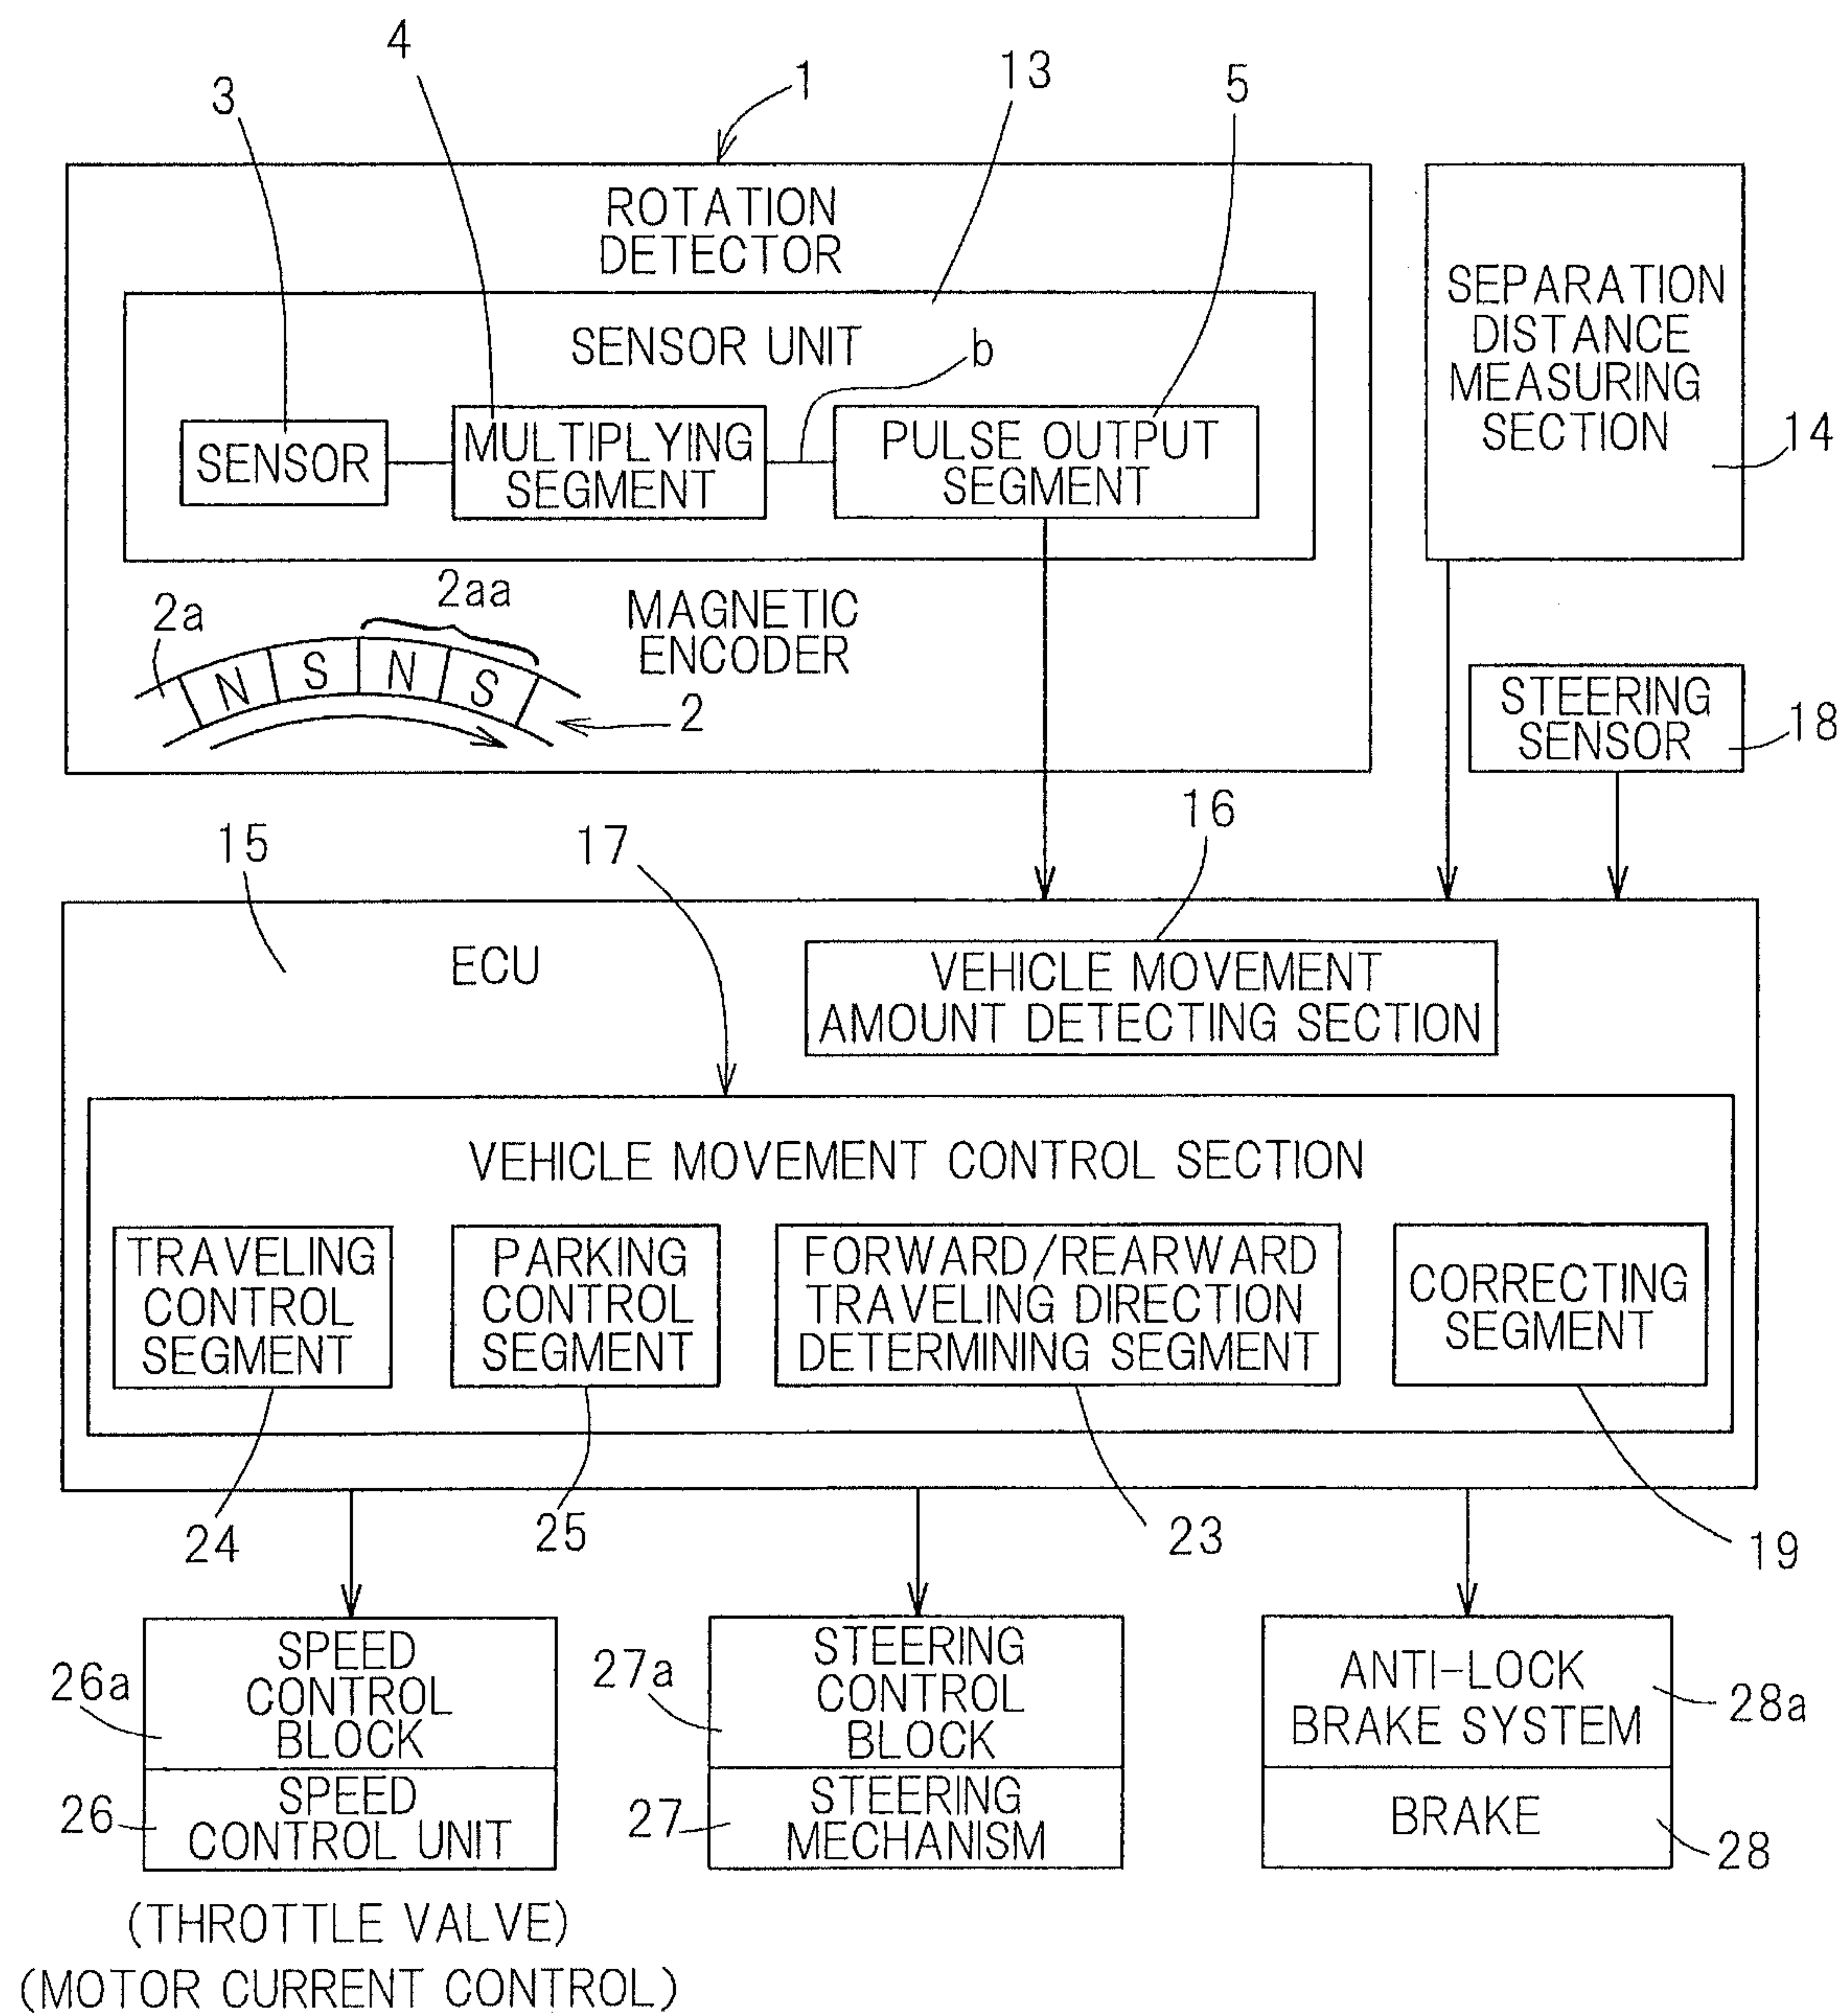 4
3
1
13
5
ROTATION
DETECTOR
SENSOR UNIT
b
SENSOR
MULTIPLYING
SEGMENT
PULSE OUTPUT
SEGMENT
SEPARATION
DISTANCE
MEASURING
SECTION
14
2a
2aa
N S N S
MAGNETIC
ENCODER
2
STEERING
SENSOR
18
15
17
16
ECU
VEHICLE MOVEMENT
AMOUNT DETECTING SECTION
VEHICLE MOVEMENT CONTROL SECTION
TRAVELING
CONTROL
SEGMENT
PARKING
CONTROL
SEGMENT
FORWARD/REARWARD
TRAVELING DIRECTION
DETERMINING SEGMENT
CORRECTING
SEGMENT
24
25
23
19
26a
SPEED
CONTROL
BLOCK
26
SPEED
CONTROL UNIT
27a
STEERING
CONTROL
BLOCK
27
STEERING
MECHANISM
ANTI-LOCK
BRAKE SYSTEM
28a
BRAKE
28
(THROTTLE VALVE)
(MOTOR CURRENT CONTROL)